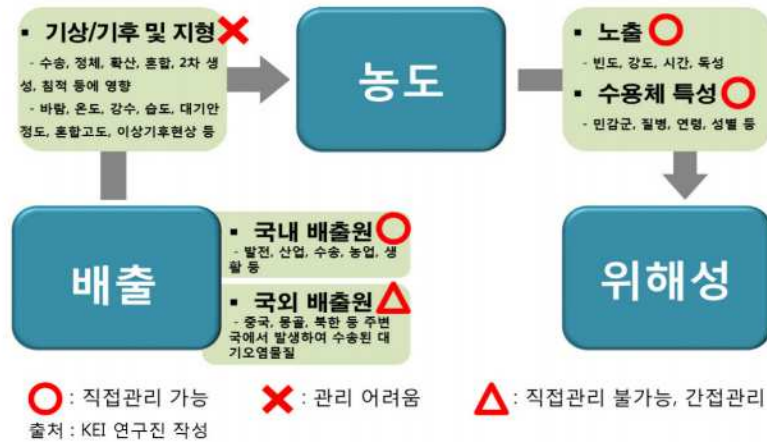 ▪ 기상/기후 및 지형
- 수송, 정체, 확산, 혼합, 2차 생
성, 침적 등에 영향
- 바람, 온도, 강수, 습도, 대기안
정도, 혼합고도, 이상기후현상 등
농도
▪ 노출
- 빈도, 강도, 시간, 독성
▪ 수용체 특성
- 민감군, 질병, 연령, 성별 등
배출
▪ 국내 배출원
- 발전, 산업, 수송, 농업, 생
활 등
▪ 국외 배출원
- 중국, 몽골, 북한 등 주변
국에서 발생하여 수송된 대
기오염물질
위해성
: 직접관리 가능
: 관리 어려움
: 직접관리 불가능, 간접관리
출처 : KEI 연구진 작성